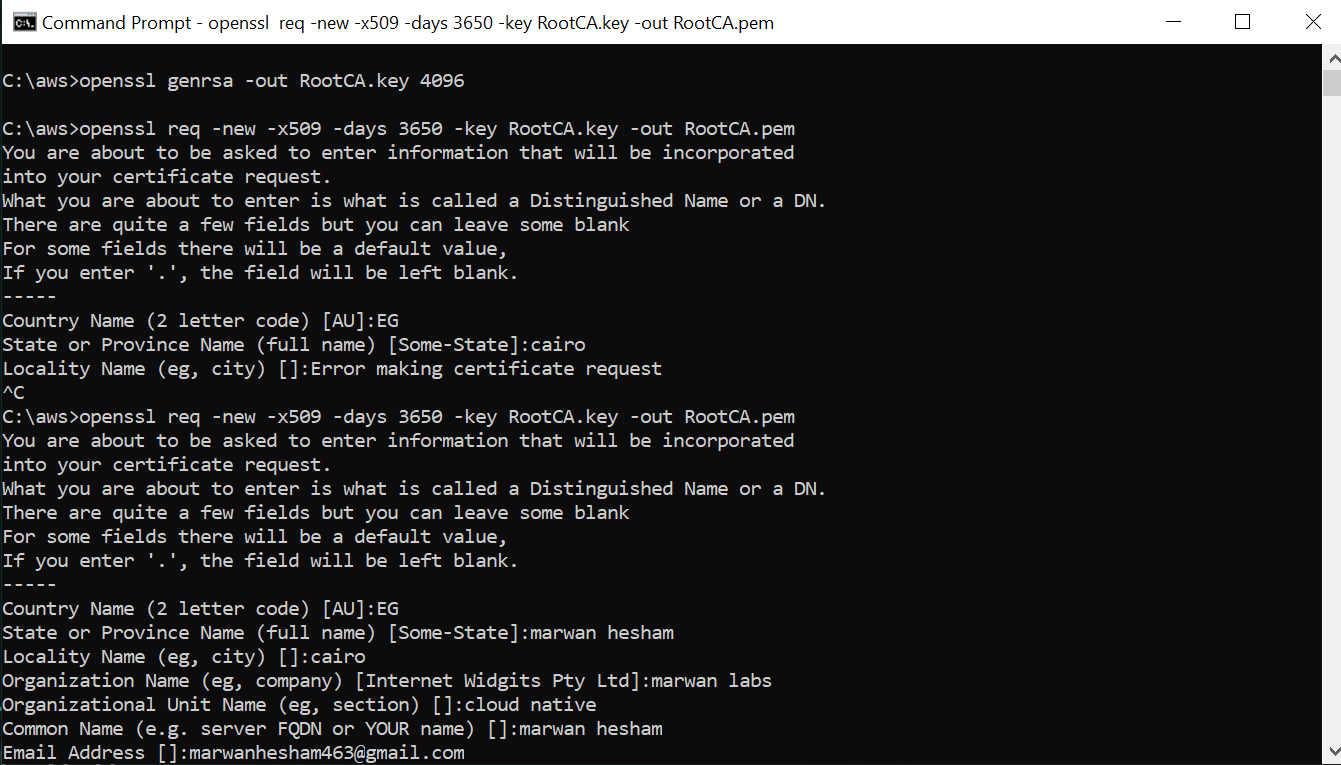 Command Prompt - openssl  req -new -x509 -days 3650 -key RootCA.key -out RootCA.pem
C:\aws>openssl genrsa -out RootCA.key 4096
C:\aws>openssl req -new -x509 -days 3650 -key RootCA.key -out RootCA.pem
You are about to be asked to enter information that will be incorporated
into your certificate request.
What you are about to enter is what is called a Distinguished Name or a DN.
There are quite a few fields but you can leave some blank
For some fields there will be a default value,
If you enter '.', the field will be left blank.
-----
Country Name (2 letter code) [AU]:EG
State or Province Name (full name) [Some-State]:cairo
Locality Name (eg, city) []:Error making certificate request
^C
C:\aws>openssl req -new -x509 -days 3650 -key RootCA.key -out RootCA.pem
You are about to be asked to enter information that will be incorporated
into your certificate request.
What you are about to enter is what is called a Distinguished Name or a DN.
There are quite a few fields but you can leave some blank
For some fields there will be a default value,
If you enter '.', the field will be left blank.
-----
Country Name (2 letter code) [AU]:EG
State or Province Name (full name) [Some-State]:marwan hesham
Locality Name (eg, city) []:cairo
Organization Name (eg, company) [Internet Widgits Pty Ltd]:marwan labs
Organizational Unit Name (eg, section) []:cloud native
Common Name (e.g. server FQDN or YOUR name) []:marwan hesham
Email Address []:marwanhesham463@gmail.com